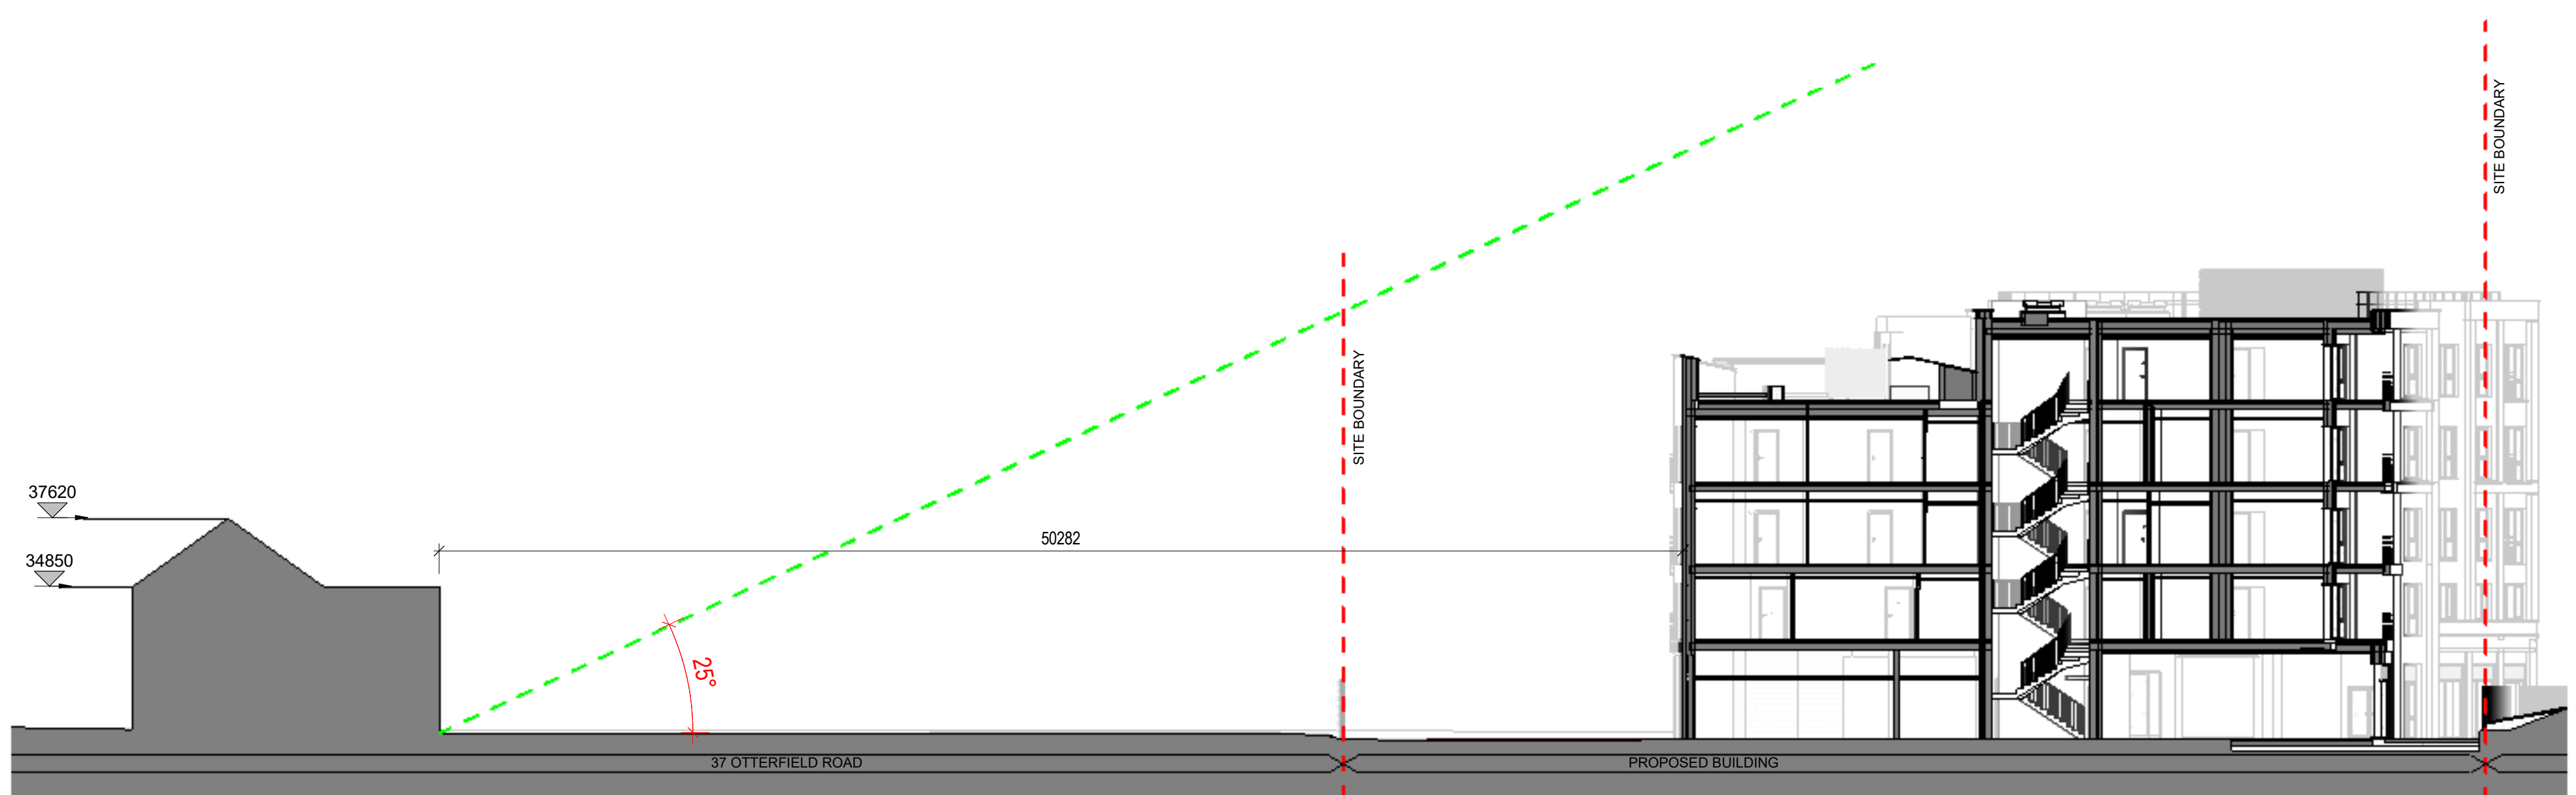 SITE BOUNDARY
SITE BOUNDARY
37620
50282
34850
25°
37 OTTERFIELD ROAD
PROPOSED BUILDING